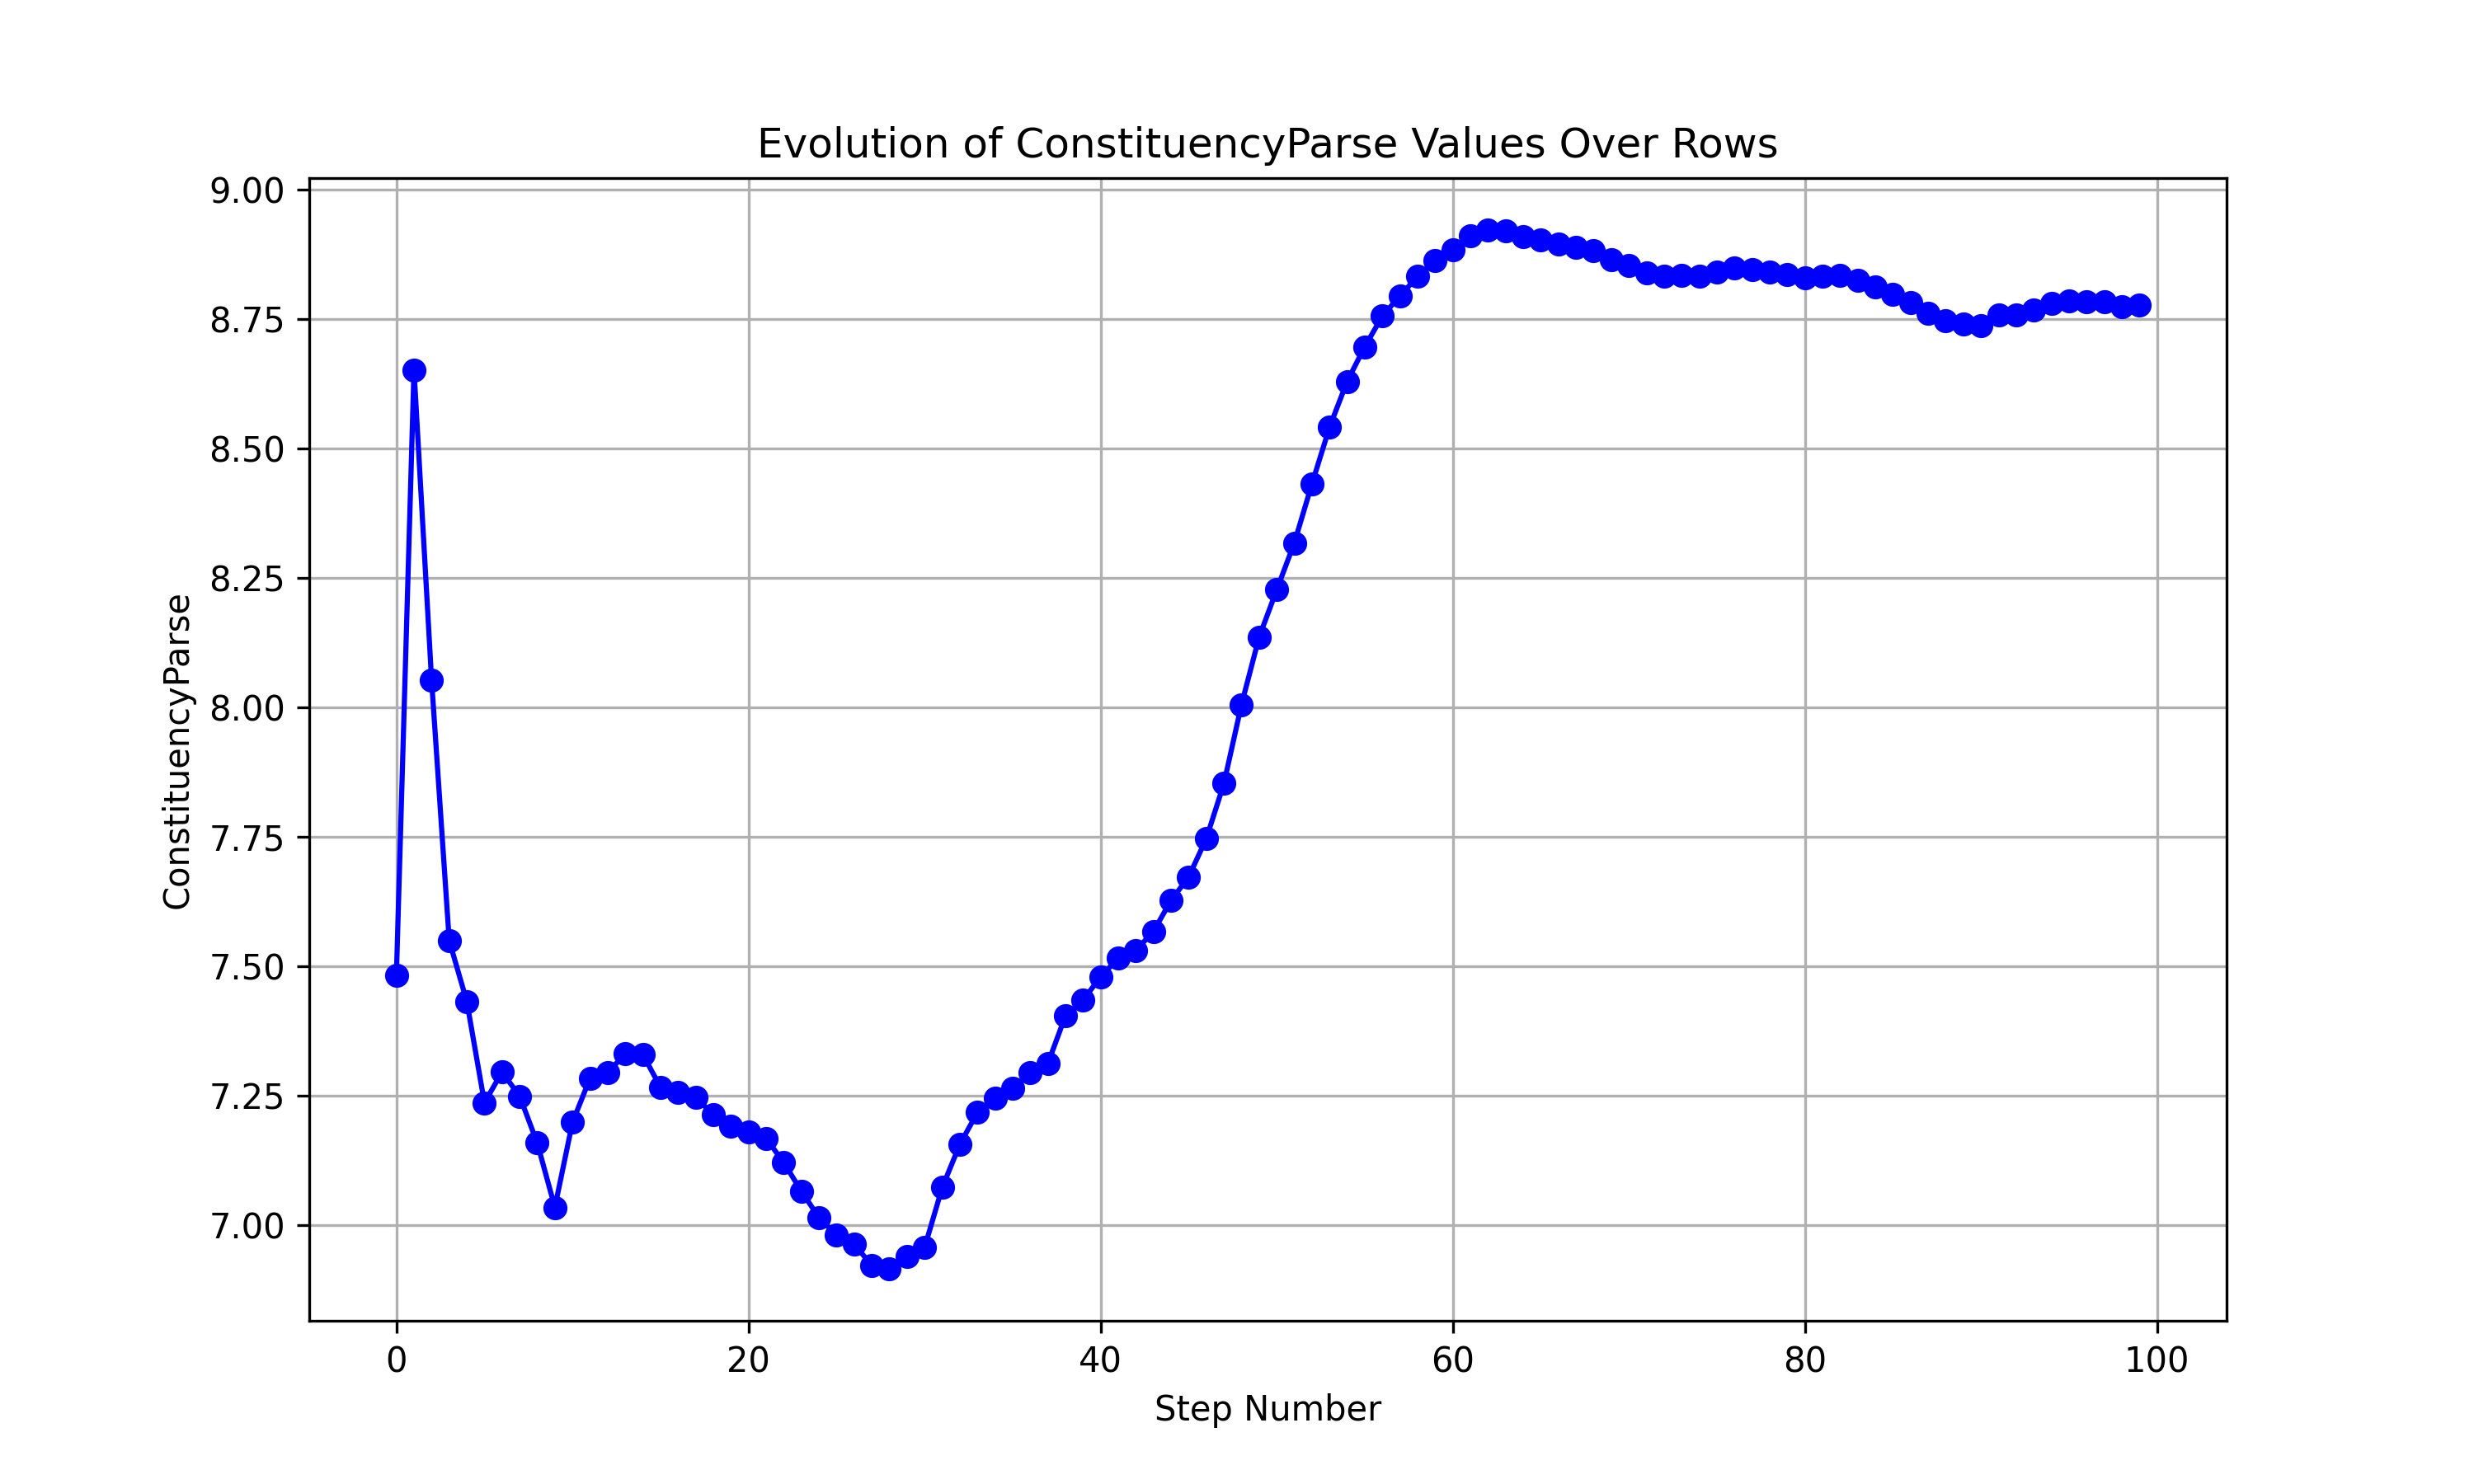 Evolution of ConstituencyParse Values Over Rows
ConstituencyParse
9.00
8.75
8.50
8.25
8.00
7.75
7.50
7.25
7.00
0 20 40 60 80 100
Step Number